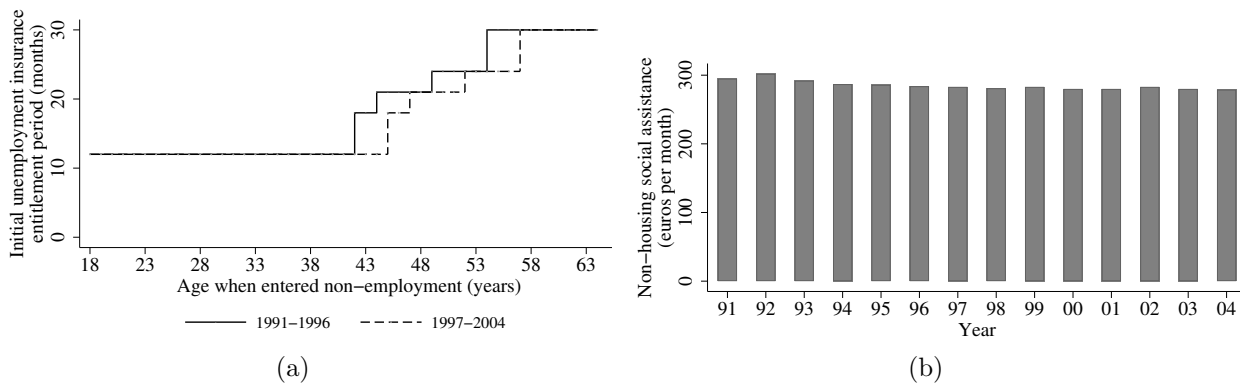 Initial unemployment insurance
entitlement period (months)
30
20
10
0
18 23 28 33 38 43 48 53 58 63
Age when entered non−employment (years)
1991−1996 1997−2004
(a)
Non−housing social assistance
(euros per month)
300
200
100
0
91 92 93 94 95 96 97 98 99 00 01 02 03 04
Year
(b)